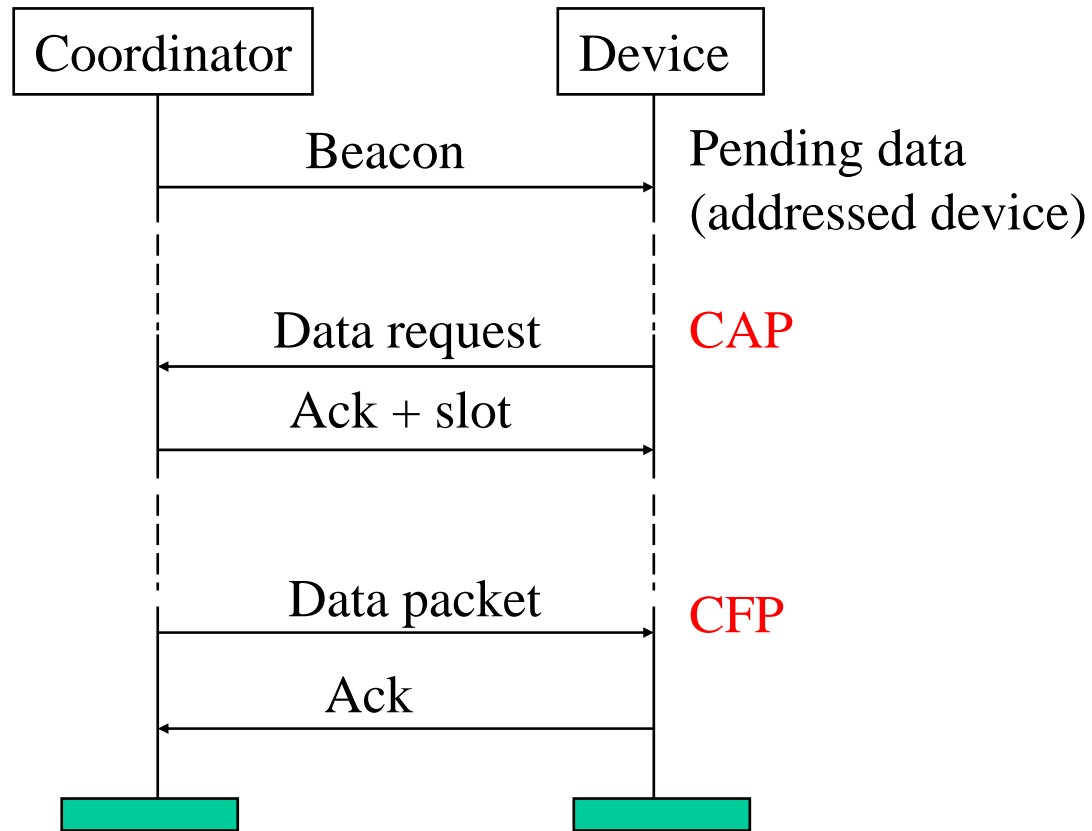 Coordinator
Device
Beacon
Pending data
(addressed device)
Data request
CAP
Ack + slot
Data packet
CFP
Ack